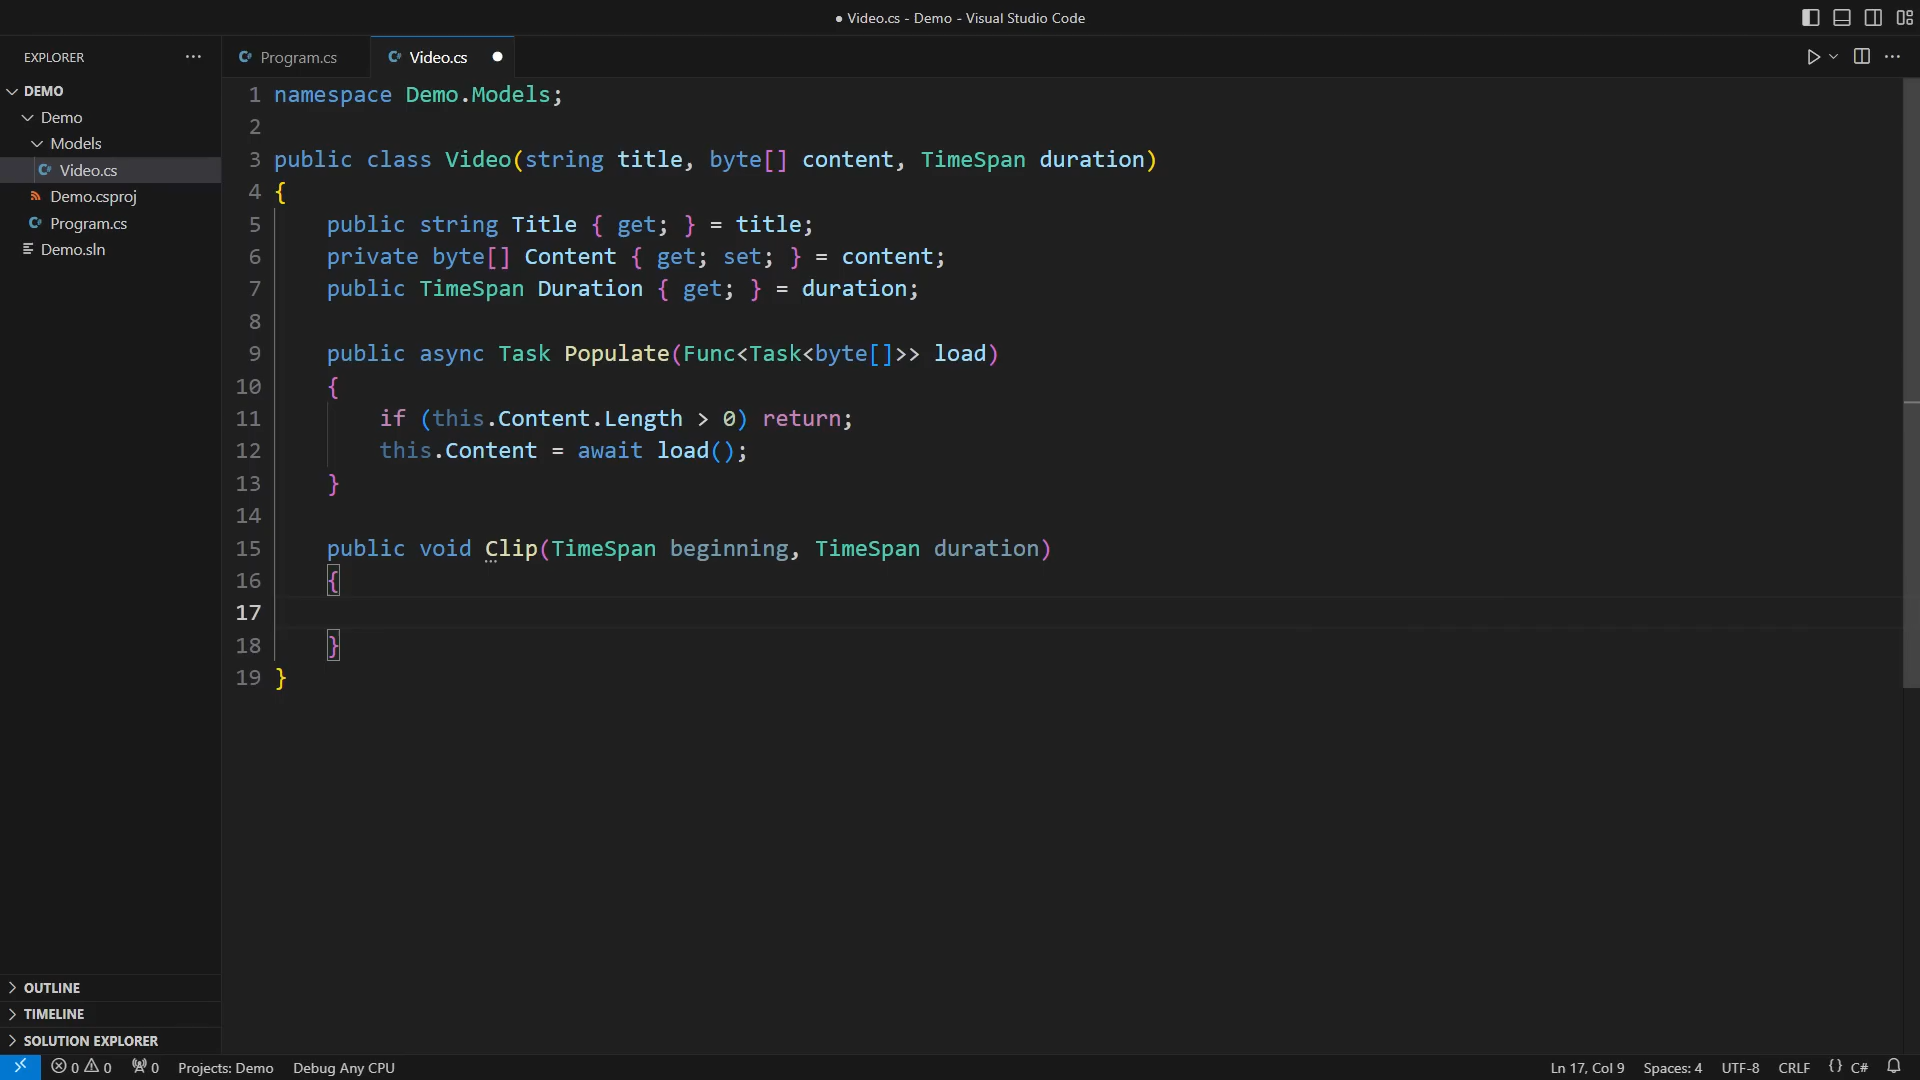 ● Video.cs - Demo - Visual Studio Code
EXPLORER
DEMO
Demo
Models
Video.cs
Demo.csproj
Program.cs
Demo.sln
OUTLINE
TIMELINE
SOLUTION EXPLORER
Program.cs
Video.cs
1 namespace Demo.Models;
2
3 public class Video(string title, byte[] content, TimeSpan duration)
4 {
5     public string Title { get; } = title;
6     private byte[] Content { get; set; } = content;
7     public TimeSpan Duration { get; } = duration;
8
9     public async Task Populate(Func<Task<byte[]>> load)
10     {
11         if (this.Content.Length > 0) return;
12         this.Content = await load();
13     }
14
15     public void Clip(TimeSpan beginning, TimeSpan duration)
16     {
17
18     }
19 }
0 0 0 Projects: Demo Debug Any CPU Ln 17, Col 9 Spaces: 4 UTF-8 CRLF {} C#